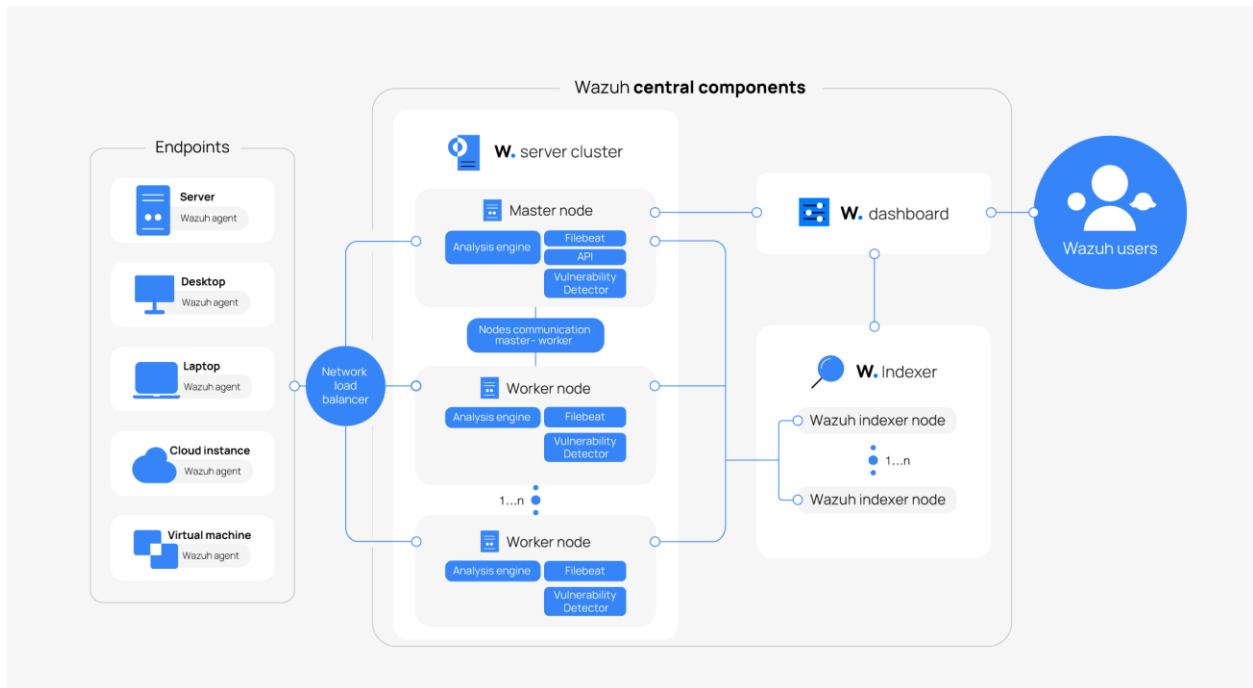 Wazuh central components
Endpoints
Server
Wazuh agent
Desktop
Wazuh agent
Laptop
Wazuh agent
Cloud instance
Wazuh agent
Virtual machine
Wazuh agent
Network
load
balancer
W. server cluster
Master node
Analysis engine
Filebeat
API
Vulnerability
Detector
Nodes communication
master- worker
Worker node
Analysis engine
Filebeat
Vulnerability
Detector
1...n
Worker node
Analysis engine
Filebeat
Vulnerability
Detector
W. dashboard
W. Indexer
Wazuh indexer node
1...n
Wazuh indexer node
Wazuh users